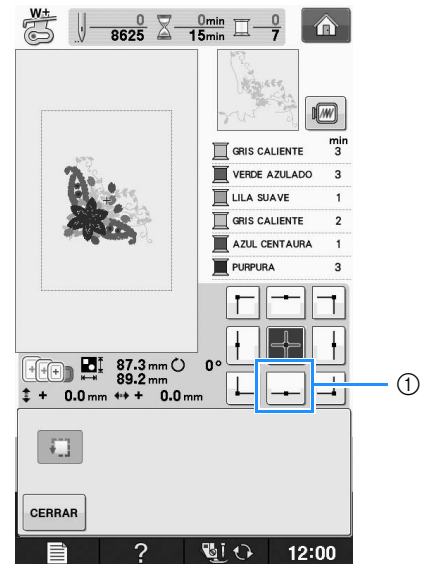 W+
0 0min 0
8625 15min 7
min
GRIS CALIENTE 3
VERDE AZULADO 3
LILA SUAVE 1
GRIS CALIENTE 2
AZUL CENTAURA 1
PURPURA 3
87.3 mm 0°
89.2 mm
+ 0.0 mm + 0.0 mm
①
CERRAR
? 12:00